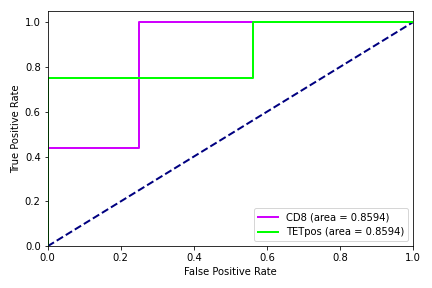 1.0
0.8
0.6
0.4
0.2
0.0
True Positive Rate
CD8 (area = 0.8594)
TETpos (area = 0.8594)
0.0 0.2 0.4 0.6 0.8 1.0
False Positive Rate